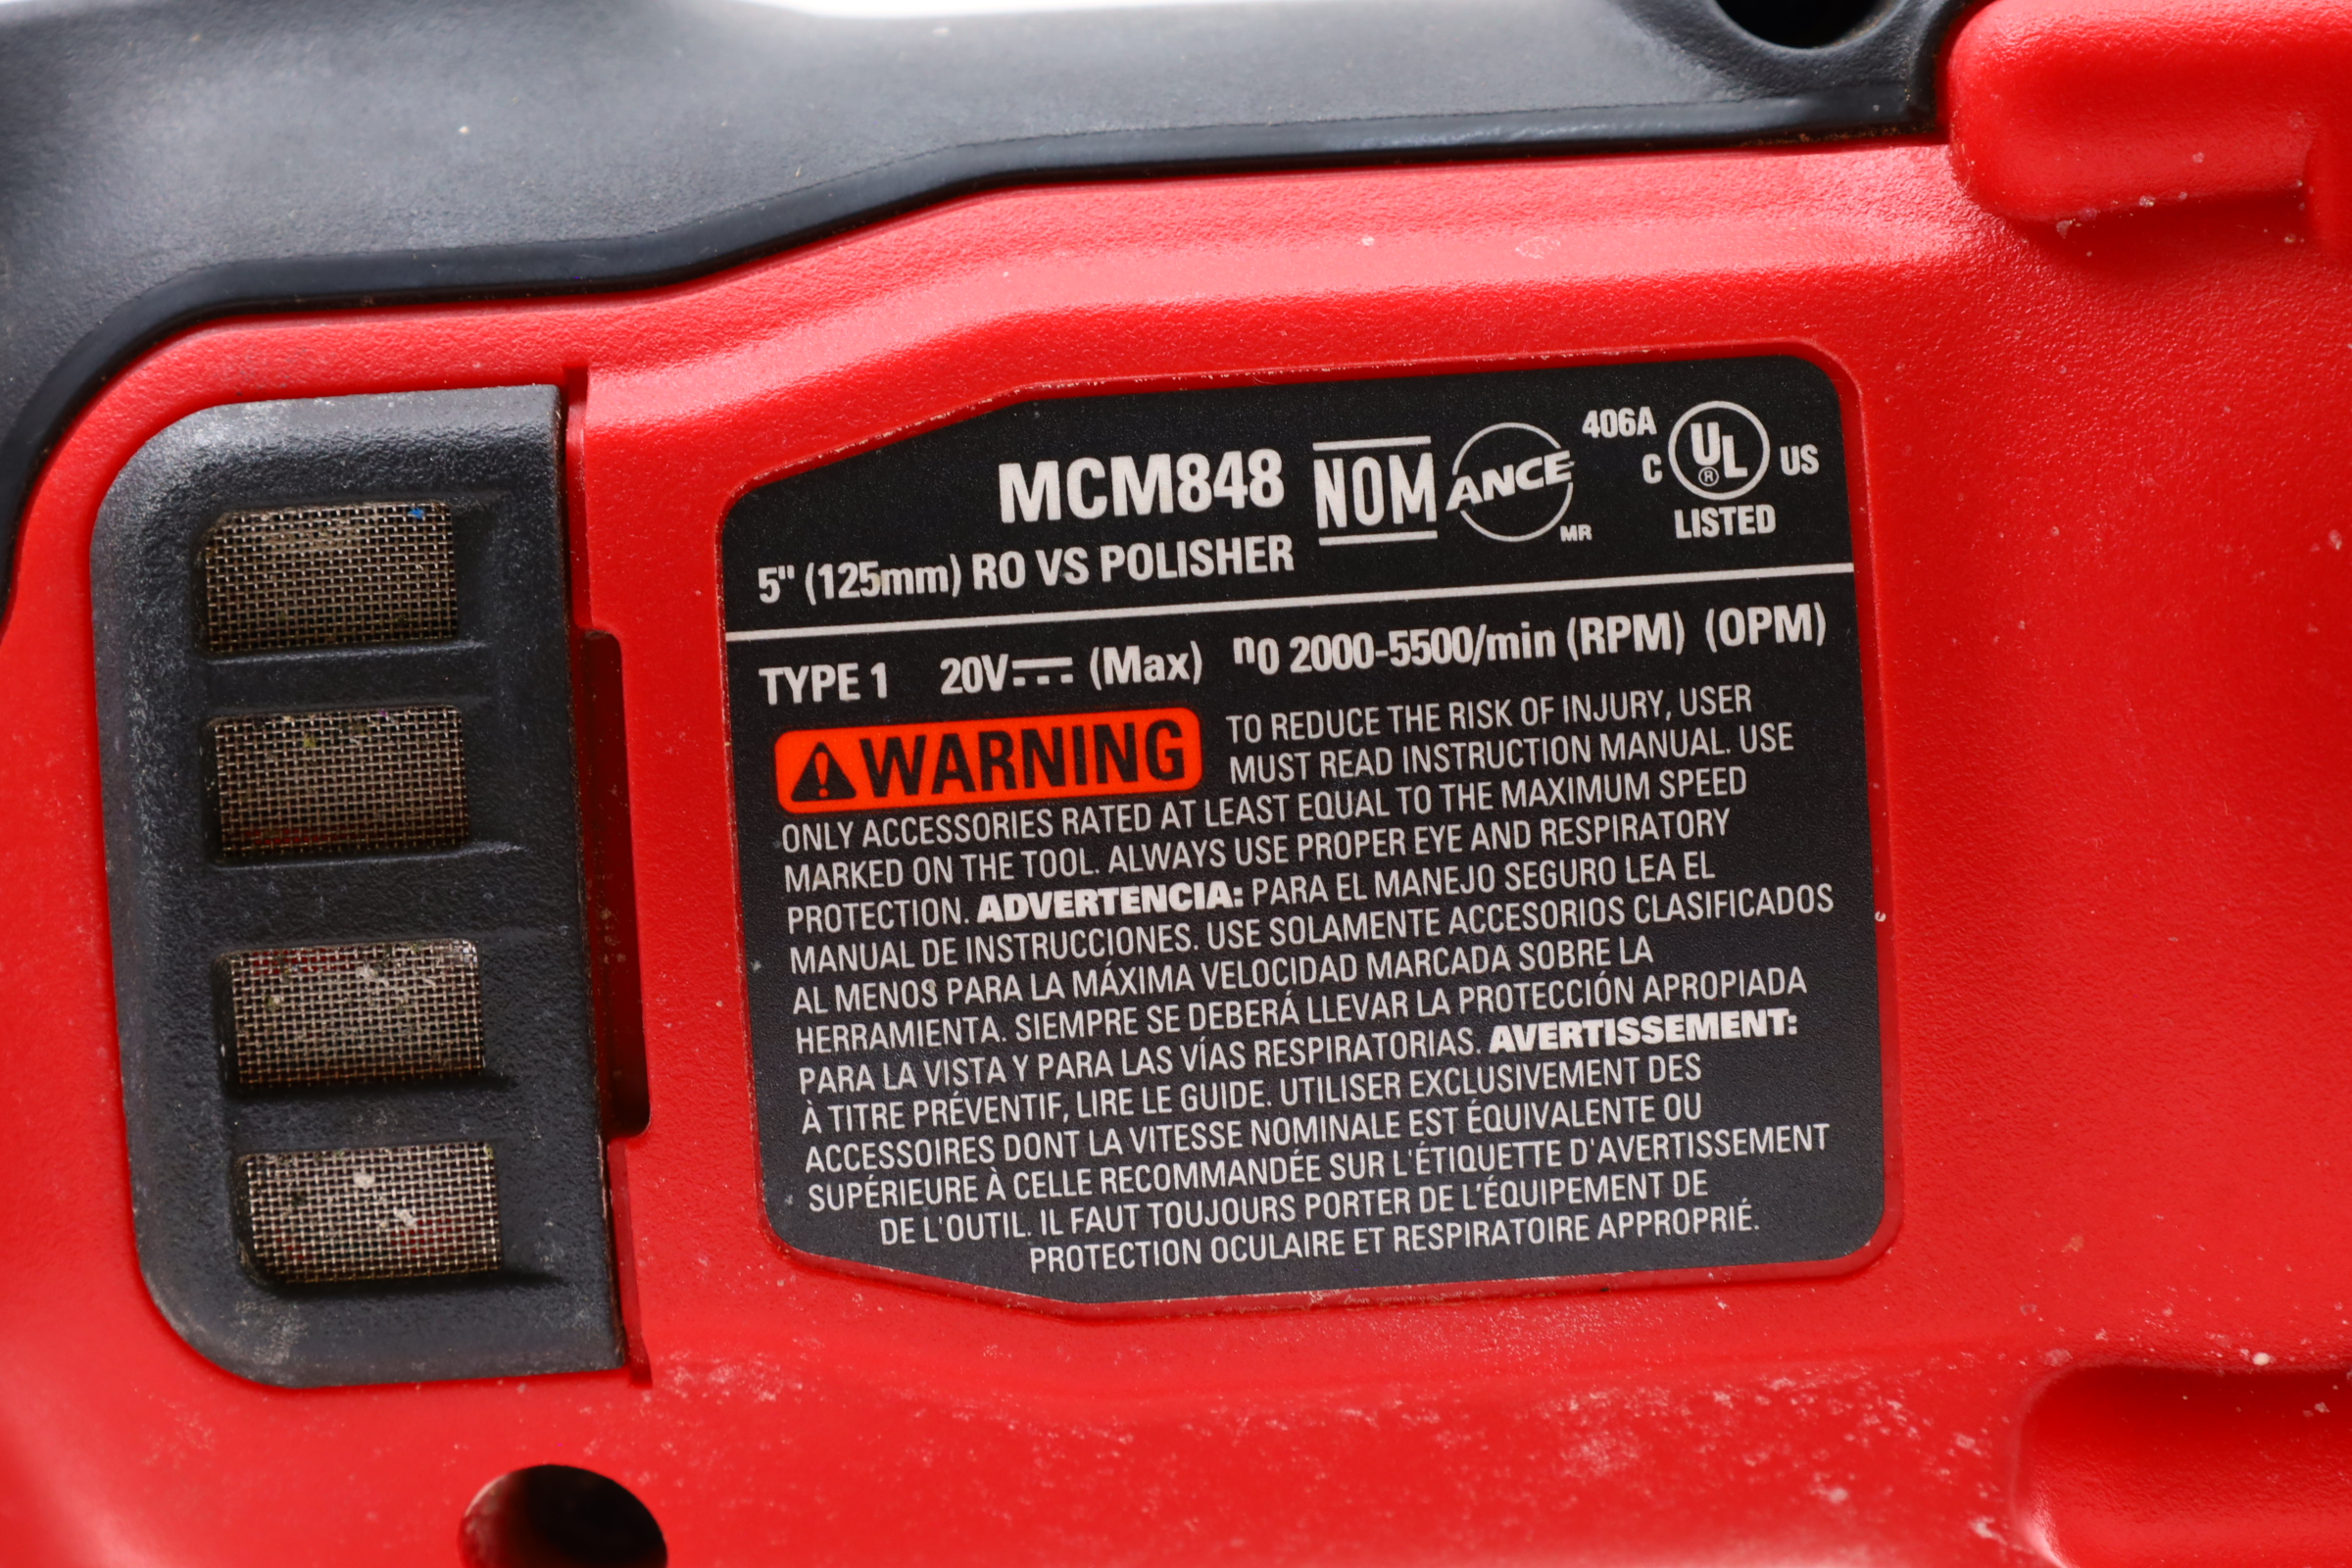 MCM848
NOM
ANCE
MR
406A
C
UL
®
US
LISTED
5" (125mm) RO VS POLISHER
TYPE 1 20V (Max) n0 2000-5500/min (RPM) (OPM)
WARNING
TO REDUCE THE RISK OF INJURY, USER
MUST READ INSTRUCTION MANUAL. USE
ONLY ACCESSORIES RATED AT LEAST EQUAL TO THE MAXIMUM SPEED
MARKED ON THE TOOL. ALWAYS USE PROPER EYE AND RESPIRATORY
PROTECTION. ADVERTENCIA: PARA EL MANEJO SEGURO LEA EL
MANUAL DE INSTRUCCIONES. USE SOLAMENTE ACCESORIOS CLASIFICADOS
AL MENOS PARA LA MÁXIMA VELOCIDAD MARCADA SOBRE LA
HERRAMIENTA. SIEMPRE SE DEBERÁ LLEVAR LA PROTECCIÓN APROPIADA
PARA LA VISTA Y PARA LAS VÍAS RESPIRATORIAS. AVERTISSEMENT:
À TITRE PRÉVENTIF, LIRE LE GUIDE. UTILISER EXCLUSIVEMENT DES
ACCESSOIRES DONT LA VITESSE NOMINALE EST ÉQUIVALENTE OU
SUPÉRIEURE À CELLE RECOMMANDÉE SUR L'ÉTIQUETTE D'AVERTISSEMENT
DE L'OUTIL. IL FAUT TOUJOURS PORTER DE L'ÉQUIPEMENT DE
PROTECTION OCULAIRE ET RESPIRATOIRE APPROPRIÉ.